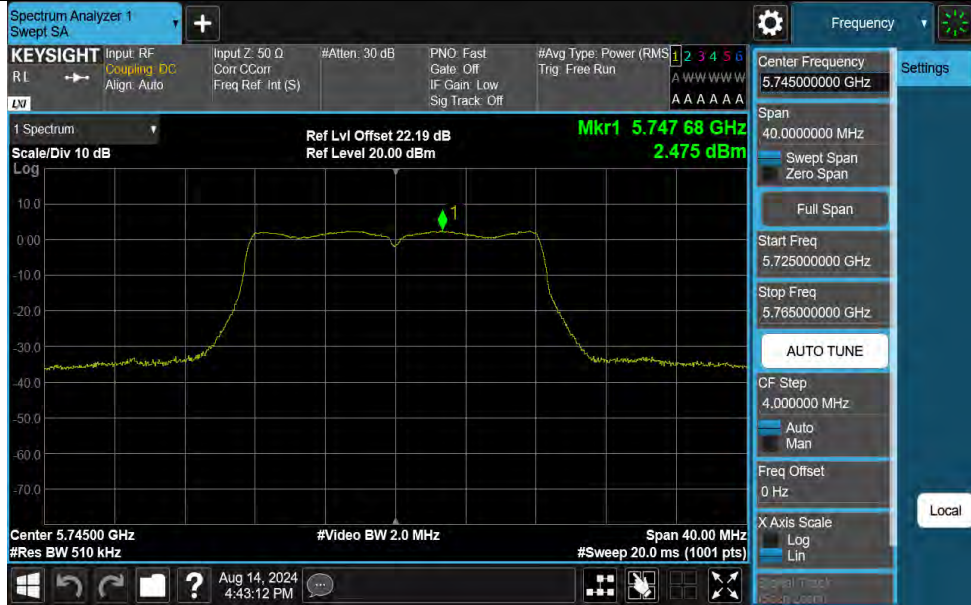 Spectrum Analyzer 1
Swept SA
Frequency
KEYSIGHT
RL
LXI
Input: RF
Coupling: DC
Align: Auto
Input Z: 50 Ω
Corr CCorr
Freq Ref: Int (S)
#Atten: 30 dB
PNO: Fast
Gate: Off
IF Gain: Low
Sig Track: Off
#Avg Type: Power (RMS
Trig: Free Run
1 2 3 4 5 6
A W W W W W
A A A A A A
1 Spectrum
Scale/Div 10 dB
Log
Ref Lvl Offset 22.19 dB
Ref Level 20.00 dBm
Mkr1 5.747 68 GHz
2.475 dBm
1
10.0
0.00
-10.0
-20.0
-30.0
-40.0
-50.0
-60.0
-70.0
Center 5.74500 GHz
#Res BW 510 kHz
#Video BW 2.0 MHz
Span 40.00 MHz
#Sweep 20.0 ms (1001 pts)
Center Frequency
5.745000000 GHz
Settings
Span
40.0000000 MHz
Swept Span
Zero Span
Full Span
Start Freq
5.725000000 GHz
Stop Freq
5.765000000 GHz
AUTO TUNE
CF Step
4.000000 MHz
Auto
Man
Freq Offset
0 Hz
X Axis Scale
Log
Lin
Local
Signal Track
(Span Zoom)
?
Aug 14, 2024
4:43:12 PM